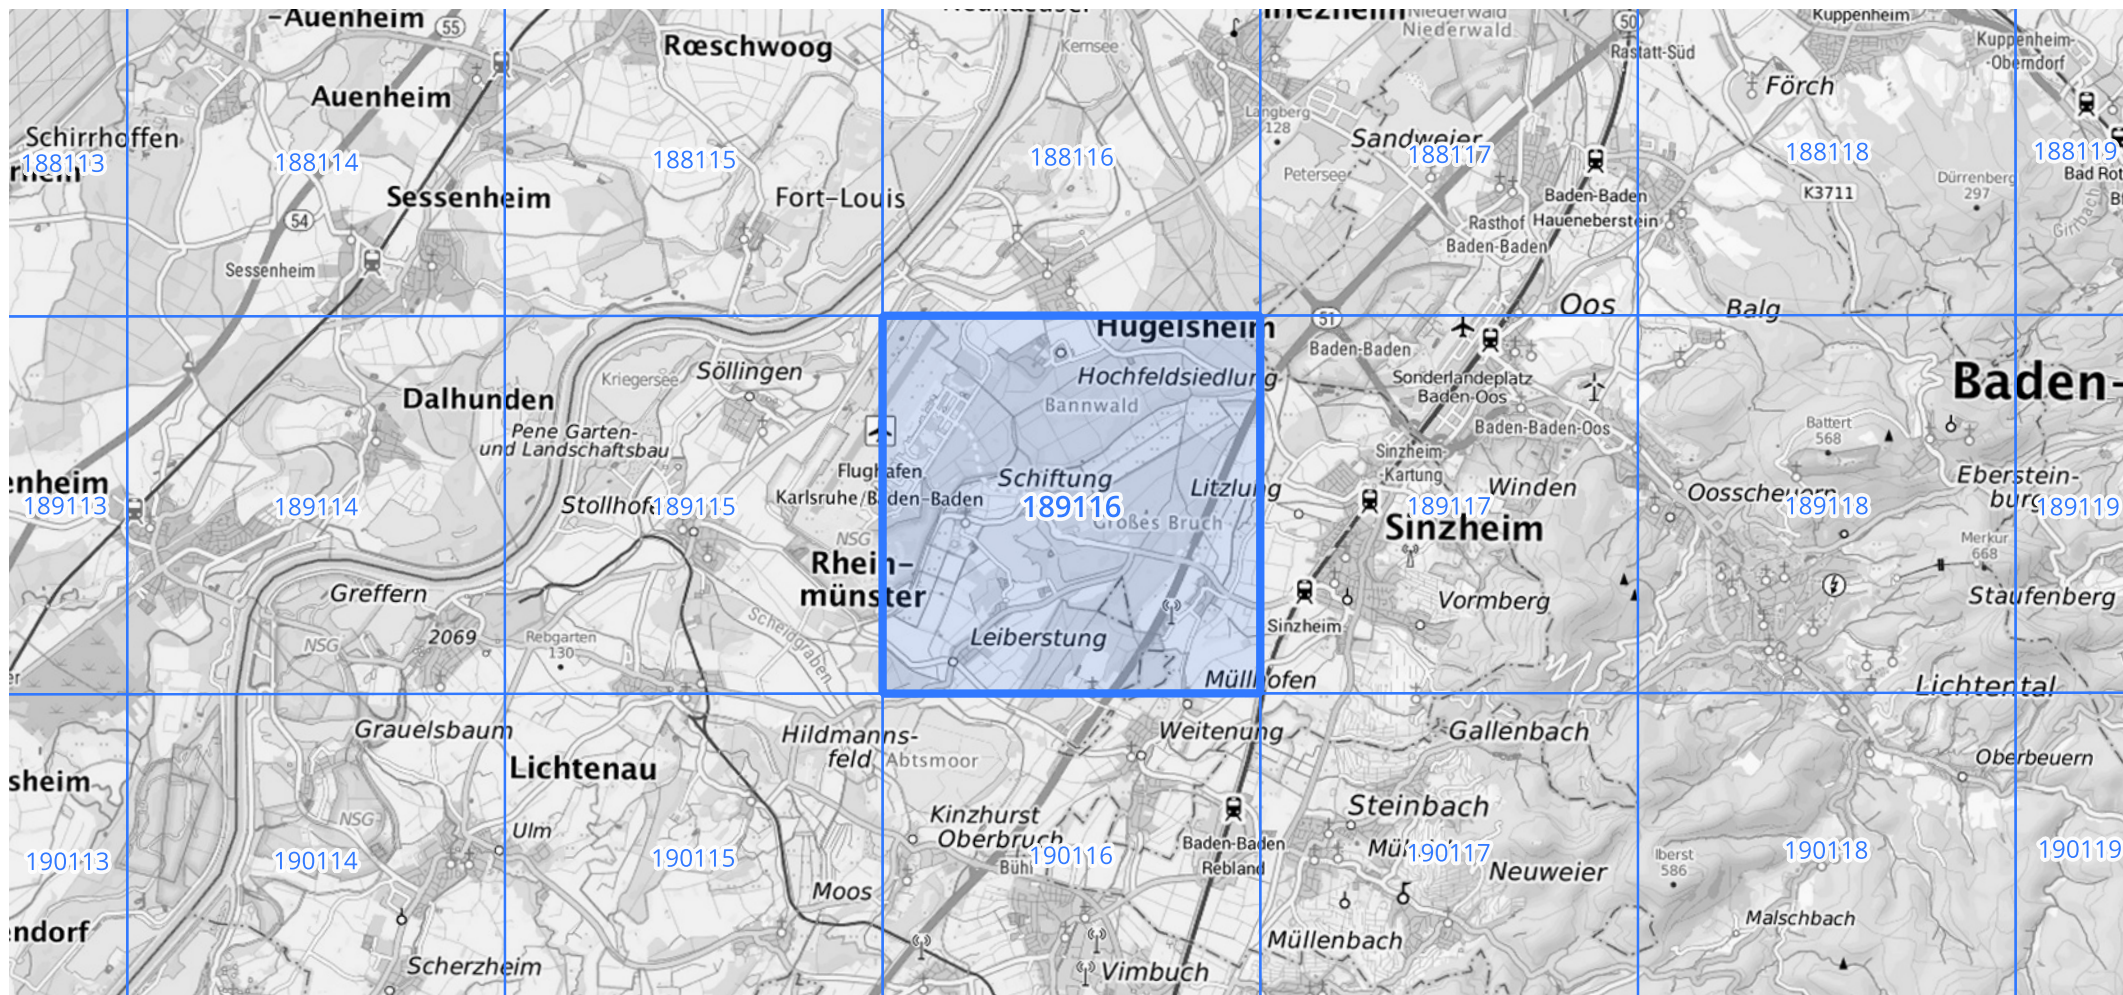 -Auenheim
55
Rœschwoog
Kernsee
Niederwald
Niederwald
50
Kuppenheim
Rastatt-Süd
Kuppenheim-
-Oberndorf
Auenheim
Förch
Langberg
128
Schirrhoffen
Sandweier
188113
188114
188115
188116
188117
188118
188119
Petersee
Bad Rot
Dürrenberg
297
K3711
Sessenheim
Fort-Louis
Baden-Baden
Haueneberstein
Rasthof
Baden-Baden
54
Sessenheim
Oos
Balg
51
Hügelsheim
Baden-Baden
Söllingen
Kriegersee
Hochfeldsiedlung
Sonderlandeplatz
Baden-Oos
Baden-
Dalhunden
Bannwald
Pene Garten-
und Landschaftsbau
Baden-Baden-Oos
Battert
568
Flughafen
Karlsruhe/Baden-Baden
Sinzheim-
-Kartung
Schiftung
Litzlung
Winden
Oosscheuern
Eberstein-
burg
enheim
189113
189114
Stollhofe
189115
189116
189117
189118
189119
Großes Bruch
Sinzheim
NSG
Merkur
668
Rhein-
münster
Greffern
Vormberg
Staufenberg
Scheidgraben
Sinzheim
NSG
2069
Rebgarten
130
Leiberstung
Müllhofen
Lichtental
Grauelsbaum
Hildmanns-
feld
Weitenung
Gallenbach
Abtsmoor
Oberbeuern
Lichtenau
sheim
Steinbach
Kinzhurst
Oberbruch
NSG
Ulm
Baden-Baden
Rebland
190113
190114
190115
190116
190117
190118
190119
Bühl
Neuweier
Iberst
586
Moos
Malschbach
endorf
Müllenbach
Scherzheim
Vimbuch